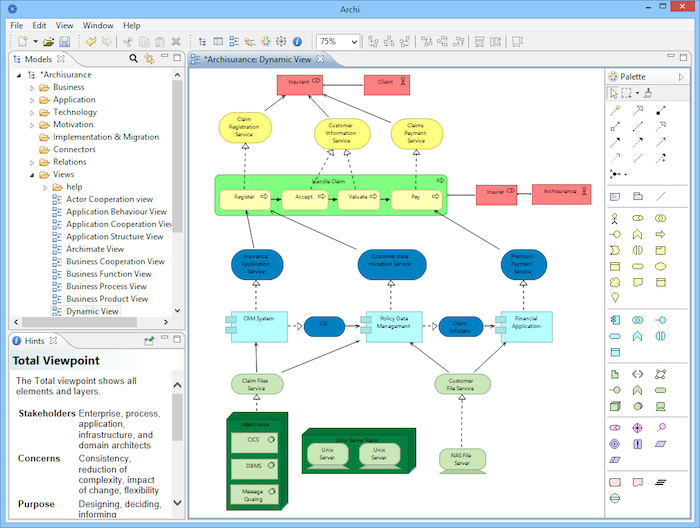 Archi
File Edit View Window Help
75%
Models
*Archisurance: Dynamic View
*Archisurance
Business
Application
Technology
Motivation
Implementation & Migration
Connectors
Relations
Views
help
Actor Cooperation view
Application Behaviour View
Application Cooperation View
Application Structure View
Archimate View
Business Cooperation View
Business Function View
Business Process View
Business Product View
Dynamic View
Hints
Total Viewpoint
The Total viewpoint shows all
elements and layers.
Stakeholders Enterprise, process,
application,
infrastructure, and
domain architects
Concerns Consistency,
reduction of
complexity, impact
of change, flexibility
Purpose Designing, deciding,
informing
Insurant
Client
Claim
Registration
Service
Customer
Information
Service
Claims
Payment
Service
Handle Claim
Register
Accept
Valuate
Pay
Insurer
Archisurance
Insurance
Application
Service
Customer data
mutation Service
Premium
Payment
Service
CRM System
CIS
Policy Data
Management
Claim
InfoServ
Financial
Application
Claim Files
Service
Customer
File Service
Mainframe
CICS
DBMS
Message
Queing
Unix Server Farm
Unix
Server
Unix
Server
NAS File
Server
Palette